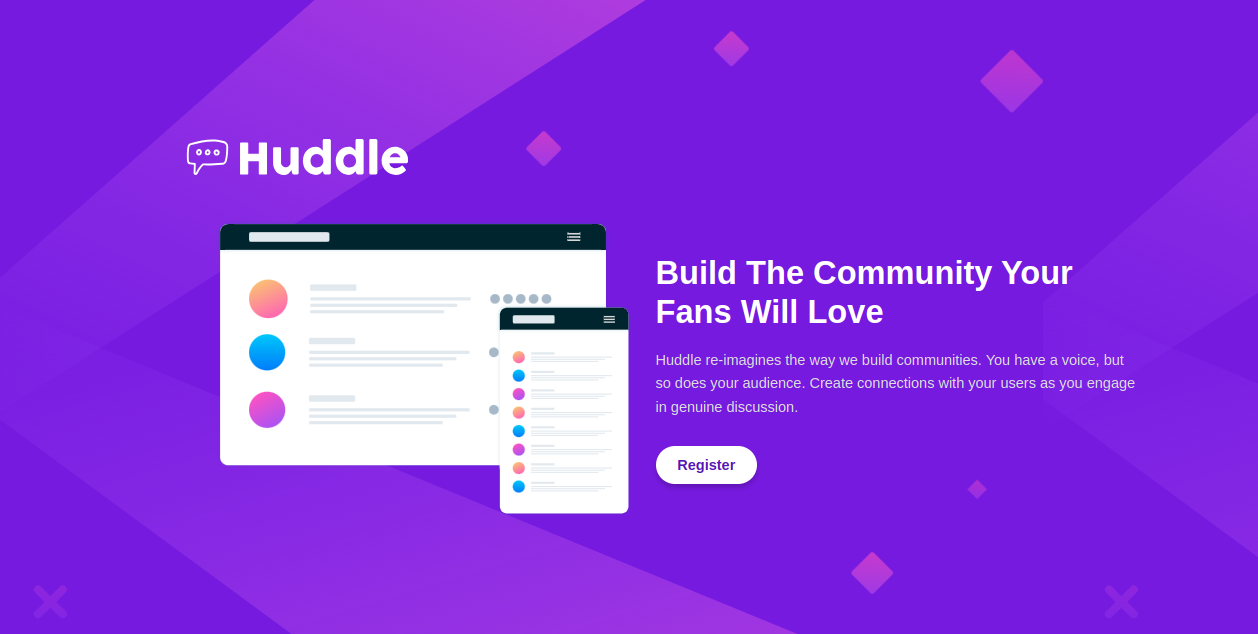 Huddle
Build The Community Your
Fans Will Love
Huddle re-imagines the way we build communities. You have a voice, but
so does your audience. Create connections with your users as you engage
in genuine discussion.
Register